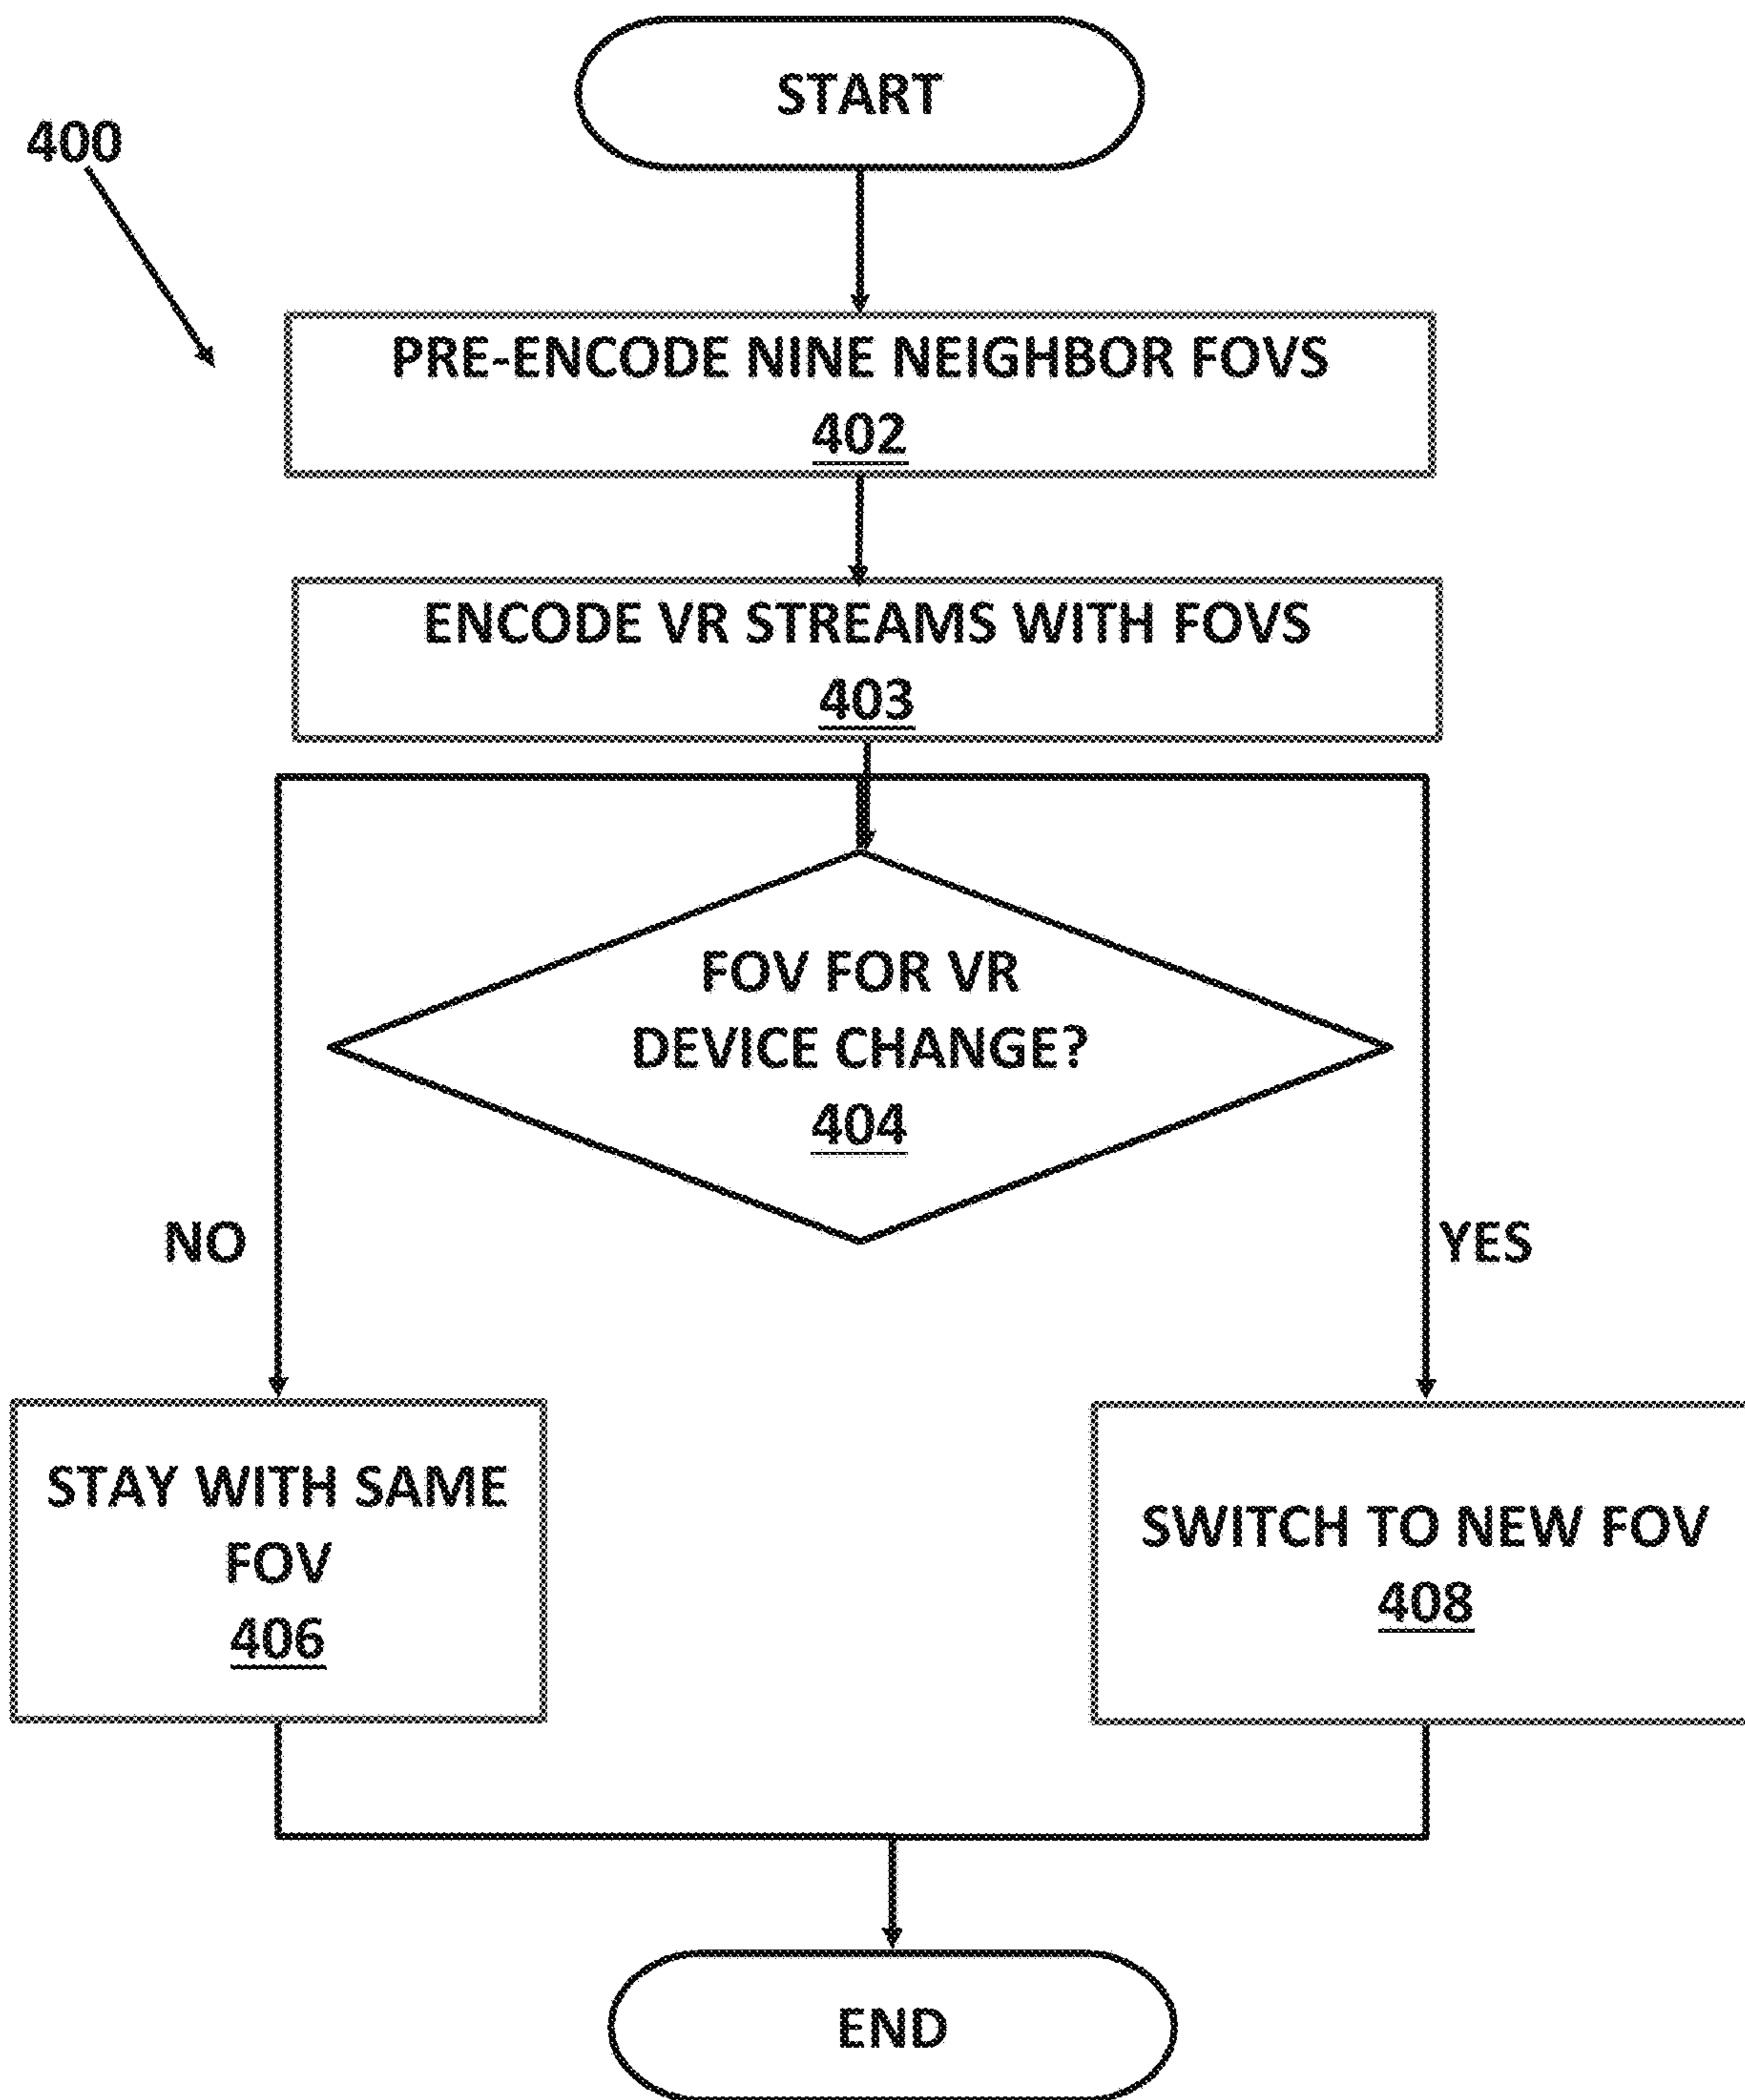 START
400
PRE-ENCODE NINE NEIGHBOR FOVS
402
ENCODE VR STREAMS WITH FOVS
403
FOV FOR VR
DEVICE CHANGE?
404
NO
YES
STAY WITH SAME
FOV
406
SWITCH TO NEW FOV
408
END